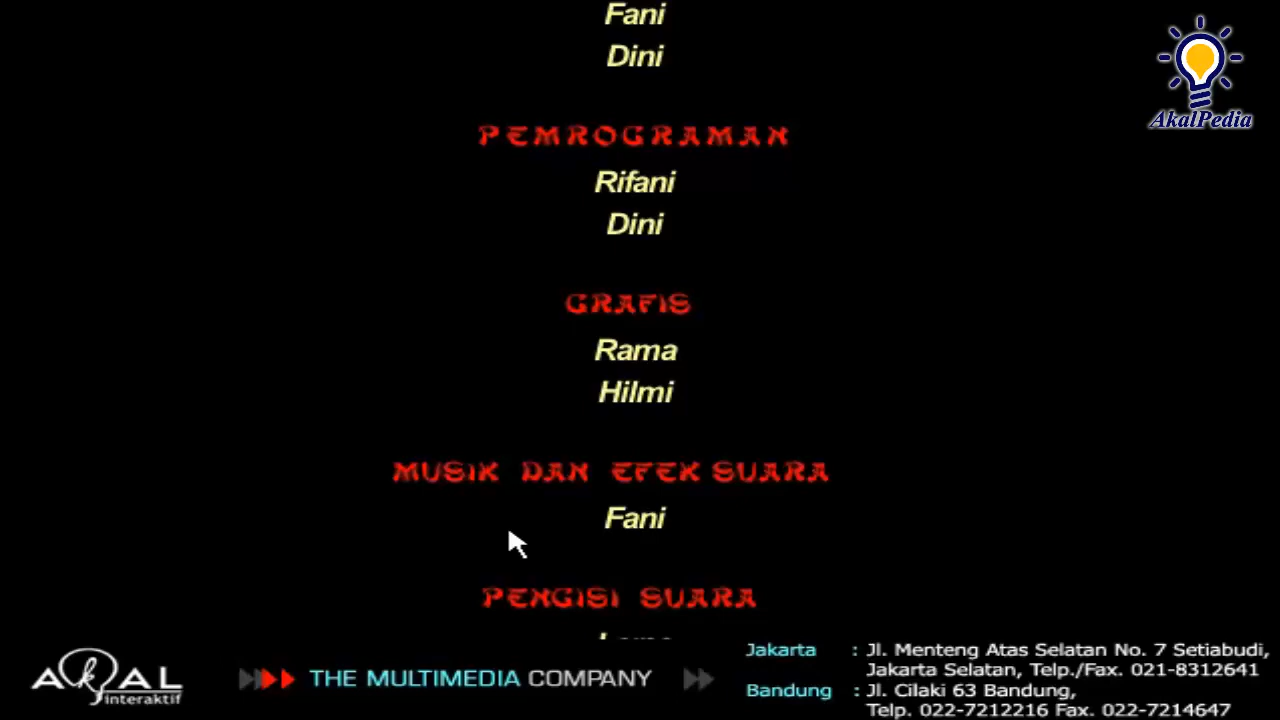 Fani
Dini
AkalPedia
PEMROGRAMAN
Rifani
Dini
GRAFIS
Rama
Hilmi
MUSIK DAN EFEK SUARA
Fani
PENGISI SUARA
AkAL interaktif
THE MULTIMEDIA COMPANY
Jakarta : Jl. Menteng Atas Selatan No. 7 Setiabudi,
Jakarta Selatan, Telp./Fax. 021-8312641
Bandung : Jl. Cilaki 63 Bandung,
Telp. 022-7212216 Fax. 022-7214647